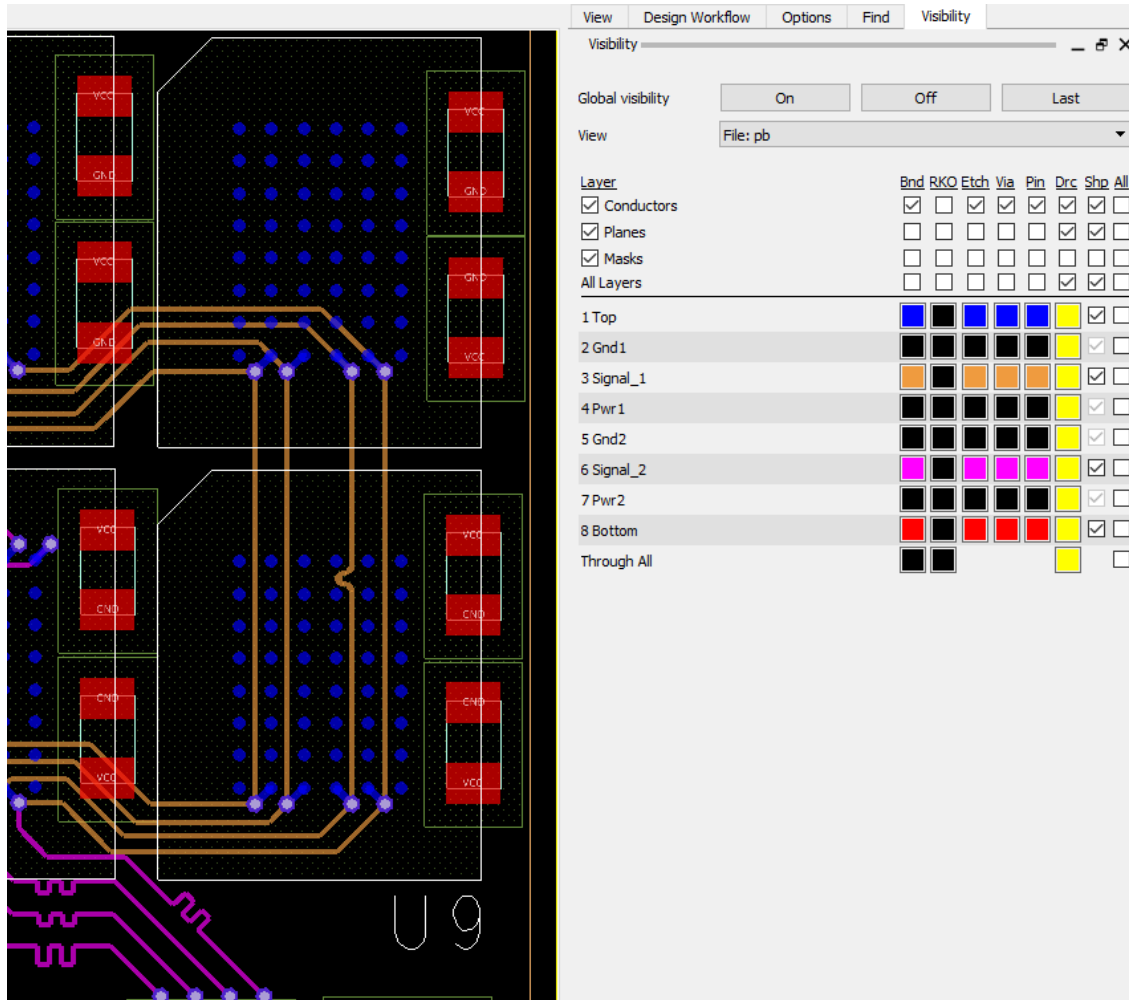 View Design Workflow Options Find Visibility
Visibility
Global visibility On Off Last
View File: pb
Layer Bnd RKO Etch Via Pin Drc Shp All
Conductors
Planes
Masks
All Layers
1 Top
2 Gnd1
3 Signal_1
4 Pwr1
5 Gnd2
6 Signal_2
7 Pwr2
8 Bottom
Through All
VCC
VCC
GND
GND
VCC
GND
GND
VCC
VCC
VCC
GND
GND
GND
GND
VCC
VCC
U9